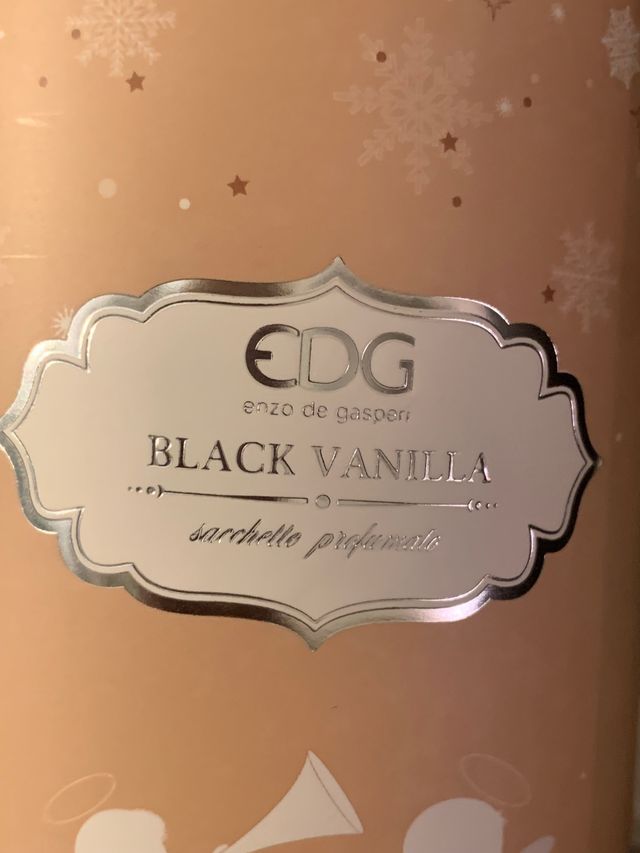 EDG
enzo de gasperi
BLACK VANILLA
sacchetto profumato